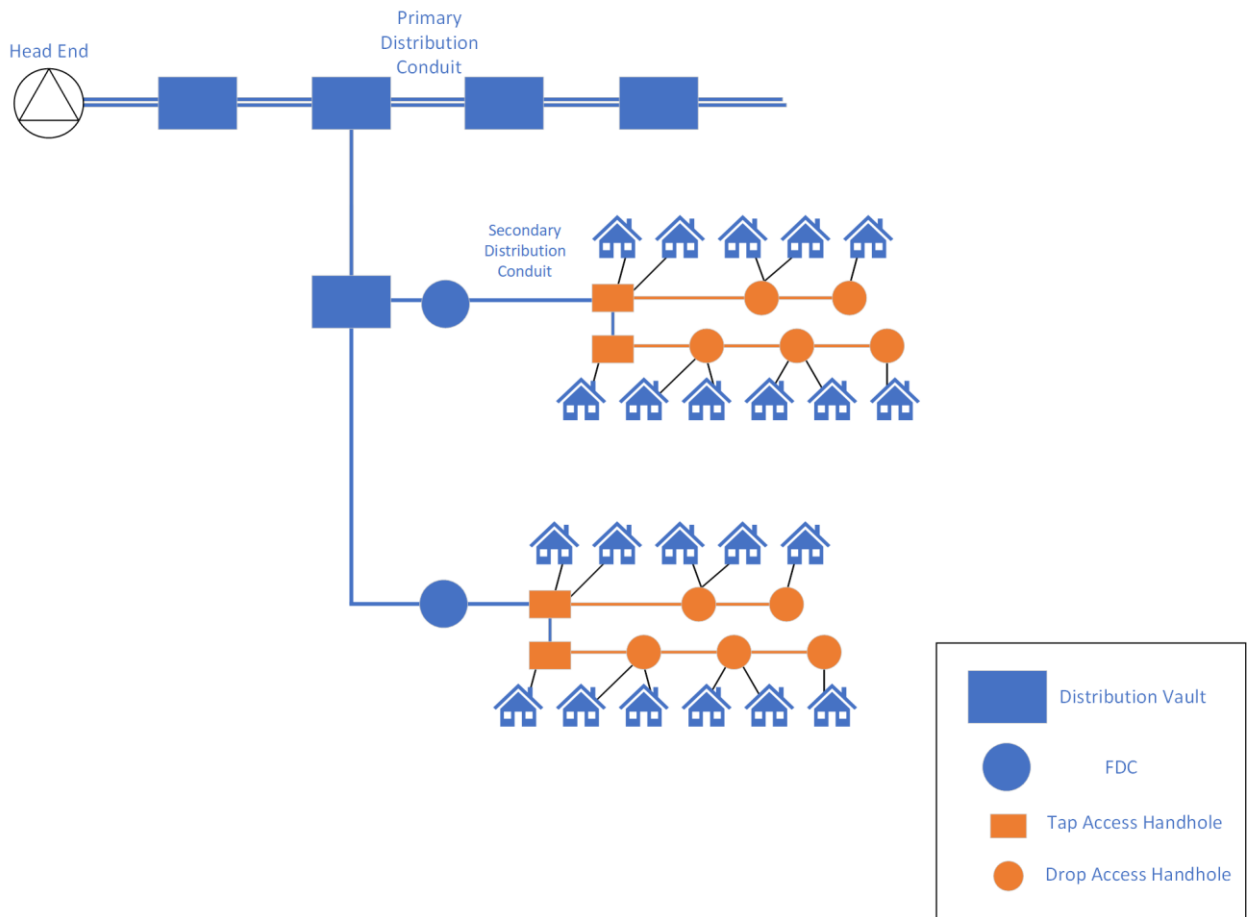 Head End
Primary
Distribution
Conduit
Secondary
Distribution
Conduit
Distribution Vault
FDC
Tap Access Handhole
Drop Access Handhole